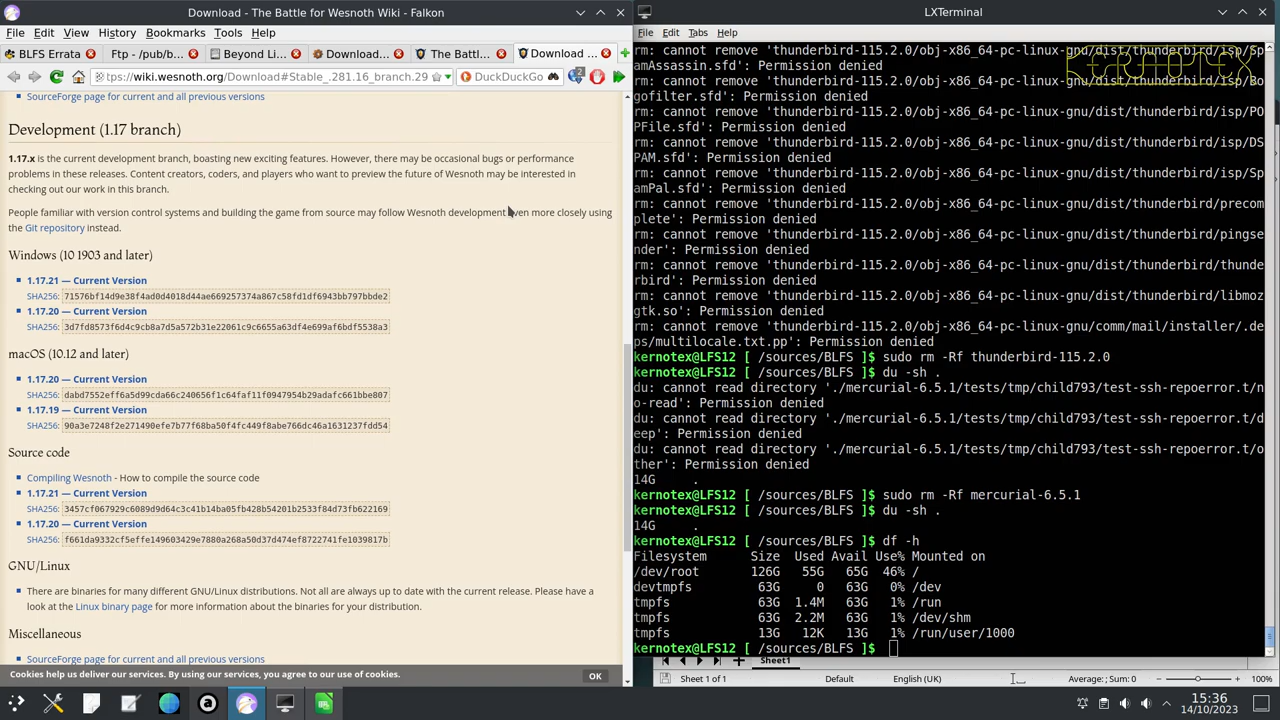 Download - The Battle for Wesnoth Wiki - Falkon
File Edit View History Bookmarks Tools Help
BLFS Errata
Ftp - /pub/b...
Beyond Li...
Download...
The Battl...
Download ...
ttps://wiki.wesnoth.org/Download#Stable_.281.16_branch.29
DuckDuckGo
SourceForge page for current and all previous versions
Development (1.17 branch)
1.17.x is the current development branch, boasting new exciting features. However, there may be occasional bugs or performance
problems in these releases. Content creators, coders, and players who want to preview the future of Wesnoth may be interested in
checking out our work in this branch.
People familiar with version control systems and building the game from source may follow Wesnoth development even more closely using
the Git repository instead.
Windows (10 1903 and later)
1.17.21 — Current Version
SHA256: 71576bf14d9e38f4ad0d4018d44ae669257374a867c58fd1df6943bb797bbde2
1.17.20 — Current Version
SHA256: 3d7fd8573f6d4c9cb8a7d5a572b31e22061c9c6655a63df4e699af6bdf5538a3
macOS (10.12 and later)
1.17.20 — Current Version
SHA256: dabd7552eff6a5d99cda66c240656f1c64faf11f0947954b29adafc661bbe807
1.17.19 — Current Version
SHA256: 90a3e7248f2e271490efe7b77f68ba50f4fc449f8abe766dc46a1631237fdd54
Source code
Compiling Wesnoth - How to compile the source code
1.17.21 — Current Version
SHA256: 3457cf067929c6089d9d64c3c41b14ba05fb428b54201b2533f84d73fb622169
1.17.20 — Current Version
SHA256: f661da9332cf5effe149603429e7880a268a50d37d474ef8722741fe1039817b
GNU/Linux
There are binaries for many different GNU/Linux distributions. Not all are always up to date with the current release. Please have a
look at the Linux binary page for more information about the binaries for your distribution.
Miscellaneous
SourceForge page for current and all previous versions
Cookies help us deliver our services. By using our services, you agree to our use of cookies.
OK
LXTerminal
File Edit Tabs Help
KERNOTEX
rm: cannot remove 'thunderbird-115.2.0/obj-x86_64-pc-linux-gnu/dist/thunderbird/isp/Sp
amAssassin.sfd': Permission denied
rm: cannot remove 'thunderbird-115.2.0/obj-x86_64-pc-linux-gnu/dist/thunderbird/isp/Bo
gofilter.sfd': Permission denied
rm: cannot remove 'thunderbird-115.2.0/obj-x86_64-pc-linux-gnu/dist/thunderbird/isp/PO
PFile.sfd': Permission denied
rm: cannot remove 'thunderbird-115.2.0/obj-x86_64-pc-linux-gnu/dist/thunderbird/isp/DS
PAM.sfd': Permission denied
rm: cannot remove 'thunderbird-115.2.0/obj-x86_64-pc-linux-gnu/dist/thunderbird/isp/Sp
amPal.sfd': Permission denied
rm: cannot remove 'thunderbird-115.2.0/obj-x86_64-pc-linux-gnu/dist/thunderbird/precom
plete': Permission denied
rm: cannot remove 'thunderbird-115.2.0/obj-x86_64-pc-linux-gnu/dist/thunderbird/pingse
nder': Permission denied
rm: cannot remove 'thunderbird-115.2.0/obj-x86_64-pc-linux-gnu/dist/thunderbird/thunde
rbird': Permission denied
rm: cannot remove 'thunderbird-115.2.0/obj-x86_64-pc-linux-gnu/dist/thunderbird/libmoz
gtk.so': Permission denied
rm: cannot remove 'thunderbird-115.2.0/obj-x86_64-pc-linux-gnu/comm/mail/installer/.de
ps/multilocale.txt.pp': Permission denied
kernotex@LFS12 [ /sources/BLFS ]$ sudo rm -Rf thunderbird-115.2.0
kernotex@LFS12 [ /sources/BLFS ]$ du -sh .
du: cannot read directory './mercurial-6.5.1/tests/tmp/child793/test-ssh-repoerror.t/n
o-read': Permission denied
du: cannot read directory './mercurial-6.5.1/tests/tmp/child793/test-ssh-repoerror.t/d
eep': Permission denied
du: cannot read directory './mercurial-6.5.1/tests/tmp/child793/test-ssh-repoerror.t/o
ther': Permission denied
14G .
kernotex@LFS12 [ /sources/BLFS ]$ sudo rm -Rf mercurial-6.5.1
kernotex@LFS12 [ /sources/BLFS ]$ du -sh .
14G .
kernotex@LFS12 [ /sources/BLFS ]$ df -h
Filesystem Size Used Avail Use% Mounted on
/dev/root 126G 55G 65G 46% /
devtmpfs 63G 0 63G 0% /dev
tmpfs 63G 1.4M 63G 1% /run
tmpfs 63G 2.2M 63G 1% /dev/shm
tmpfs 13G 12K 13G 1% /run/user/1000
kernotex@LFS12 [ /sources/BLFS ]$
Sheet1
Sheet 1 of 1
Default
English (UK)
Average: ; Sum: 0
100%
15:36
14/10/2023